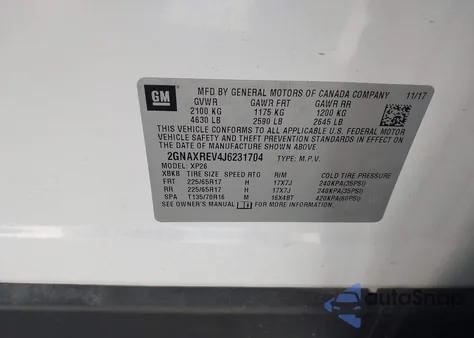 GM
MFD BY GENERAL MOTORS OF CANADA COMPANY 11/17
GVWR GAWR FRT GAWR RR
2100 KG 1175 KG 1200 KG
4630 LB 2590 LB 2645 LB
THIS VEHICLE CONFORMS TO ALL APPLICABLE U.S. FEDERAL MOTOR
VEHICLE SAFETY, BUMPER, AND THEFT PREVENTION STANDARDS
IN EFFECT ON THE DATE OF MANUFACTURE SHOWN ABOVE.
2GNAXREV4J6231704 TYPE: M.P.V.
MODEL: XP26
XBKB TIRE SIZE SPEED RTG RIM COLD TIRE PRESSURE
FRT 225/65R17 H 17X7J 240KPA(35PSI)
RR 225/65R17 H 17X7J 240KPA(35PSI)
SPA T135/70R16 M 16X4BT 420KPA(60PSI)
SEE OWNER'S MANUAL FOR ADDITIONAL INFORMATION.
autoSnap